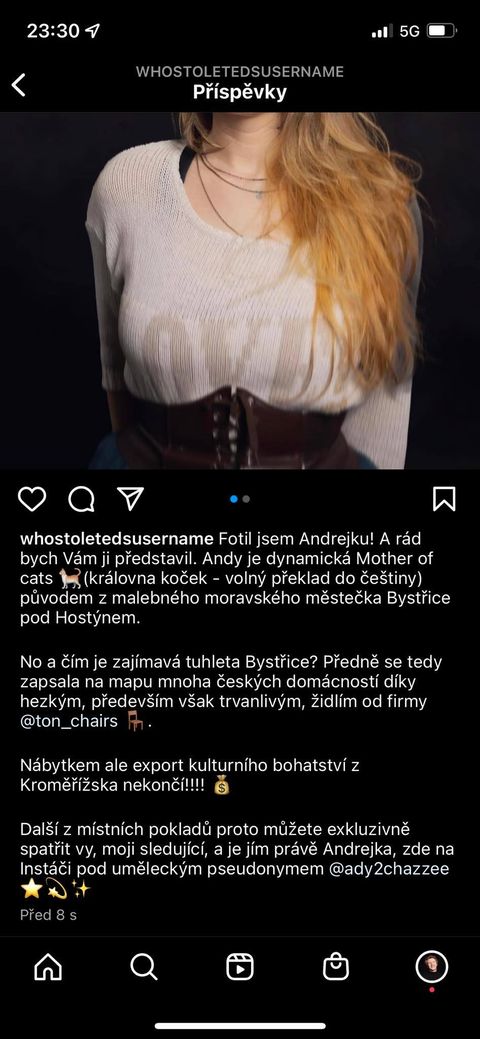 23:30
5G
WHOSTOLETEDSUSERNAME
Příspěvky
whostoletedsusername Fotil jsem Andrejku! A rád
bych Vám ji představil. Andy je dynamická Mother of
cats 🐈(královna koček - volný překlad do češtiny)
původem z malebného moravského městečka Bystřice
pod Hostýnem.
No a čím je zajímavá tuhleta Bystřice? Předně se tedy
zapsala na mapu mnoha českých domácností díky
hezkým, především však trvanlivým, židlím od firmy
@ton_chairs 🪑.
Nábytkem ale export kulturního bohatství z
Kroměřížska nekončí!!!! 💰
Další z místních pokladů proto můžete exkluzivně
spatřit vy, moji sledující, a je jím právě Andrejka, zde na
Instáči pod uměleckým pseudonymem @ady2chazzee
⭐💫✨
Před 8 s